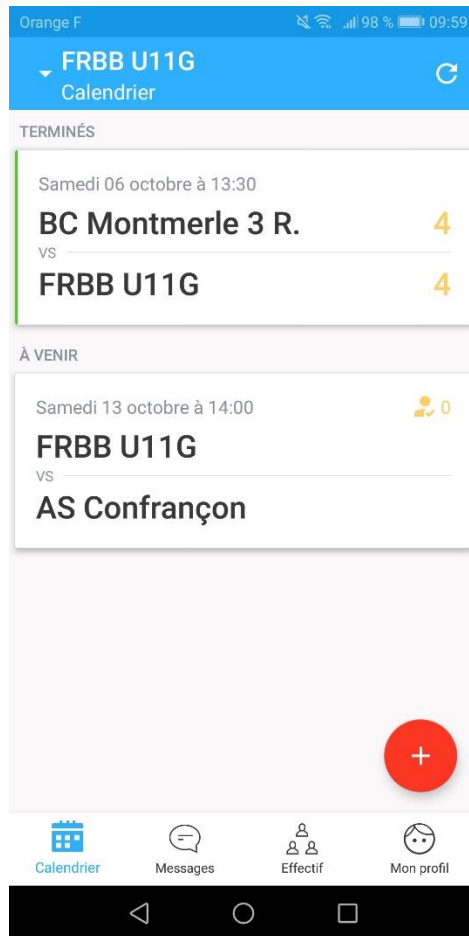 Orange F 98 % 09:59
FRBB U11G
Calendrier
TERMINÉS
Samedi 06 octobre à 13:30
BC Montmerle 3 R. 4
VS
FRBB U11G 4
À VENIR
Samedi 13 octobre à 14:00 0
FRBB U11G
VS
AS Confrançon
+
Calendrier Messages Effectif Mon profil